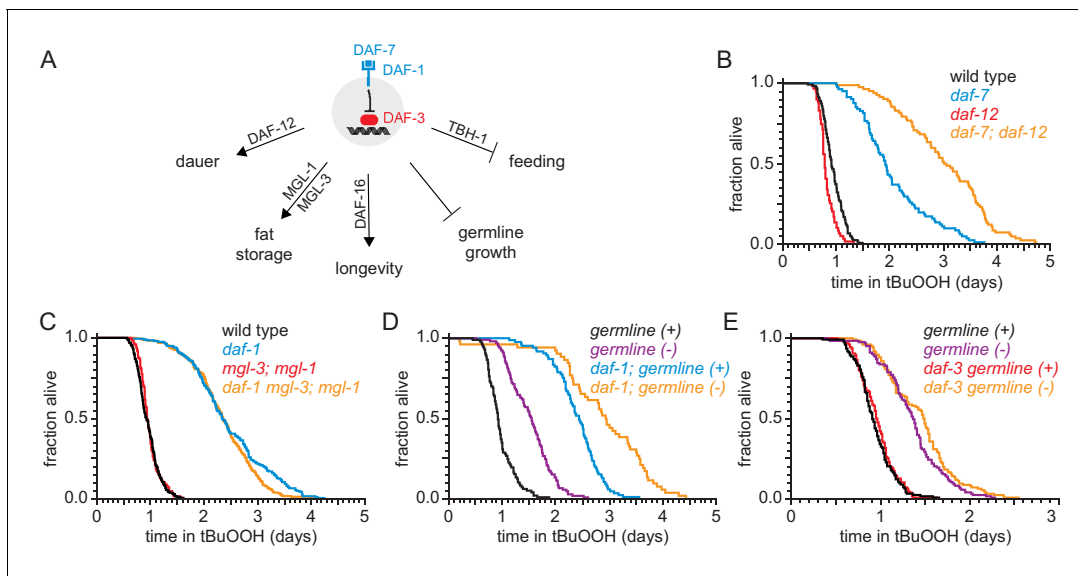 A
DAF-7
DAF-1
DAF-3
DAF-12
TBH-1
dauer
feeding
MGL-1
MGL-3
DAF-16
fat
storage
longevity
germline
growth
B
wild type
daf-7
daf-12
daf-7; daf-12
fraction alive
1.0
0.5
0.0
0 1 2 3 4 5
time in tBuOOH (days)
C
wild type
daf-1
mgl-3; mgl-1
daf-1 mgl-3; mgl-1
fraction alive
1.0
0.5
0.0
0 1 2 3 4 5
time in tBuOOH (days)
D
germline (+)
germline (-)
daf-1; germline (+)
daf-1; germline (-)
fraction alive
1.0
0.5
0.0
0 1 2 3 4 5
time in tBuOOH (days)
E
germline (+)
germline (-)
daf-3 germline (+)
daf-3 germline (-)
fraction alive
1.0
0.5
0.0
0 1 2 3
time in tBuOOH (days)